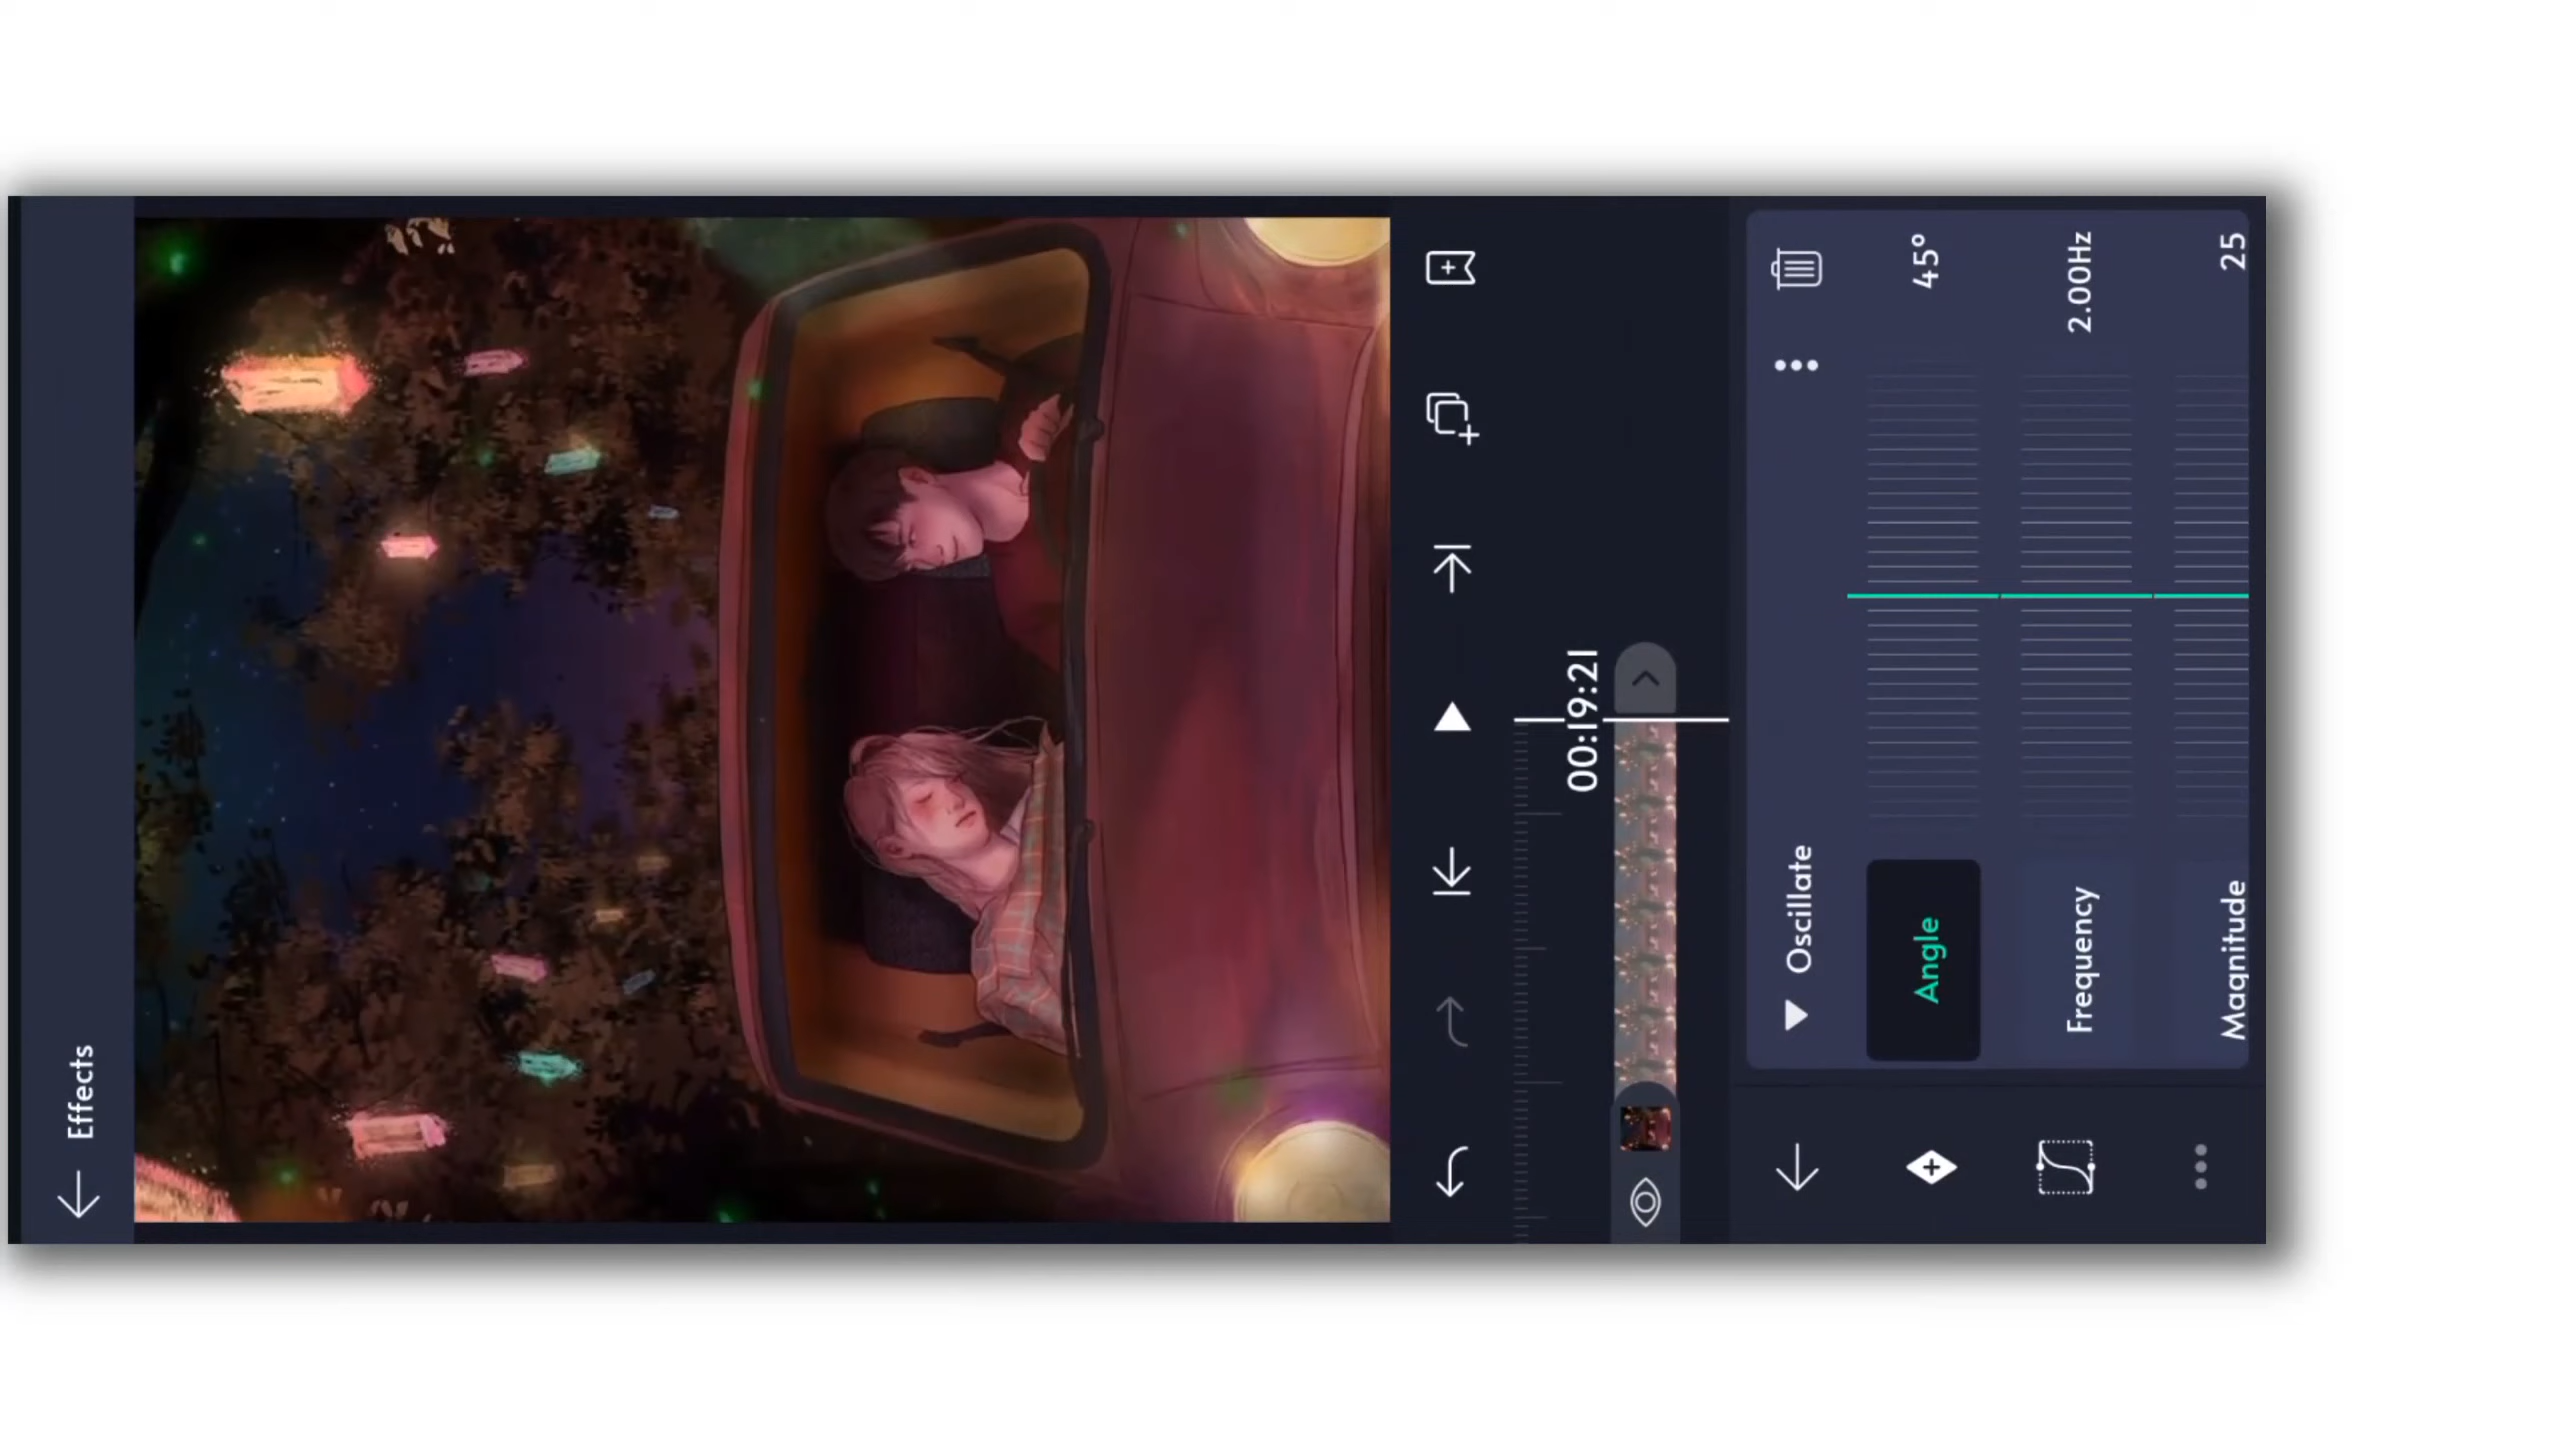 Effects
00:19:21
Oscillate
Angle 45°
Frequency 2.00Hz
Magnitude 25